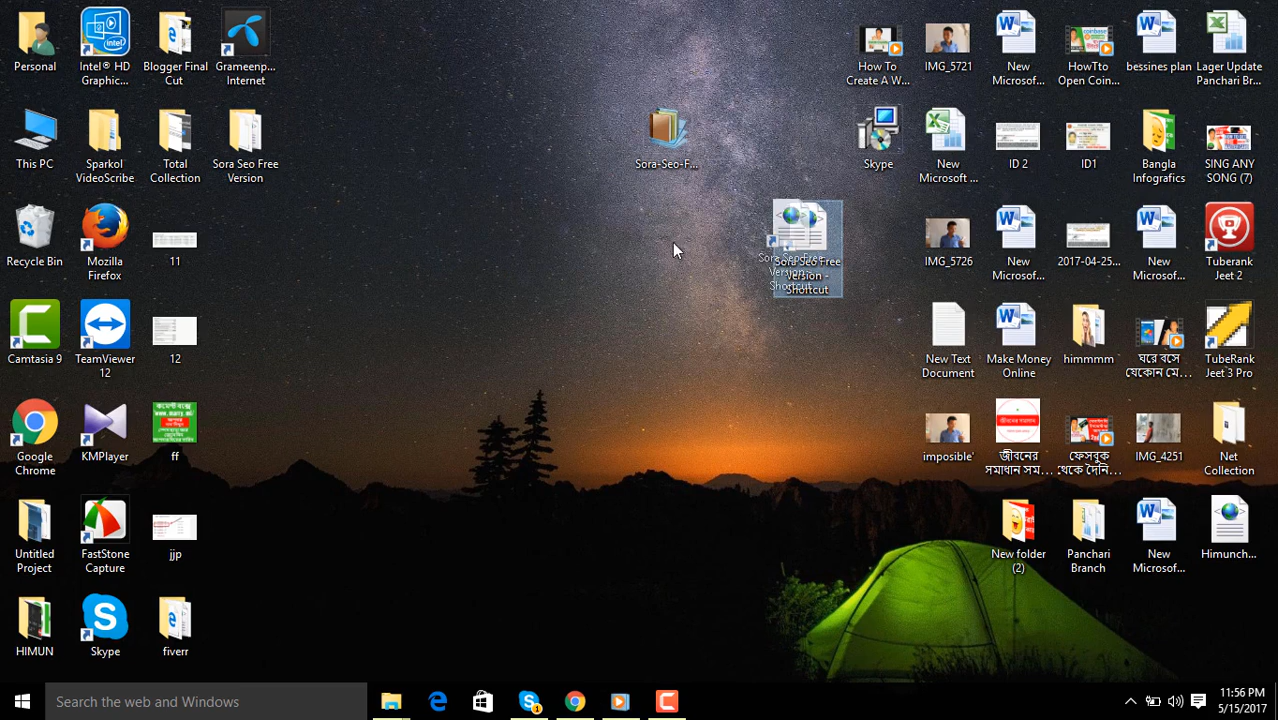 Personal
Intel® HD
Graphic...
Blogger Final
Cut
Grameenp...
Internet
How To
Create A W...
IMG_5721
New
Microsof...
HowTto
Open Coin...
bessines plan
Lager Update
Panchari Br...
This PC
Sparkol
VideoScribe
Total
Collection
Sora Seo Free
Version
Sora-Seo-F...
Skype
New
Microsoft ...
ID 2
ID1
Bangla
Infografics
SING ANY
SONG (7)
Recycle Bin
Mozilla
Firefox
11
Sora Seo Free
Version -
Shortcut
IMG_5726
New
Microsof...
2017-04-25...
New
Microsof...
Tuberank
Jeet 2
Camtasia 9
TeamViewer
12
12
New Text
Document
Make Money
Online
himmmm
ঘরে বসে
যেকোন মে...
TubeRank
Jeet 3 Pro
Google
Chrome
KMPlayer
ff
imposible'
জীবনের
সমাধান সম...
ফেসবুক
থেকে দৈনি...
IMG_4251
Net
Collection
Untitled
Project
FastStone
Capture
jjp
New folder
(2)
Panchari
Branch
New
Microsof...
Himunch...
HIMUN
Skype
fiverr
Search the web and Windows
11:56 PM
5/15/2017